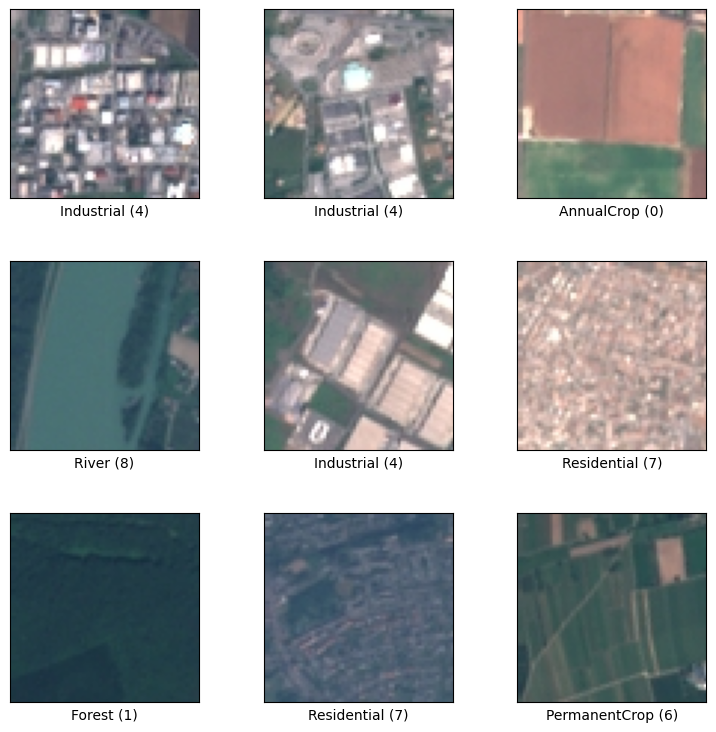 Industrial (4)
Industrial (4)
AnnualCrop (0)
River (8)
Industrial (4)
Residential (7)
Forest (1)
Residential (7)
PermanentCrop (6)